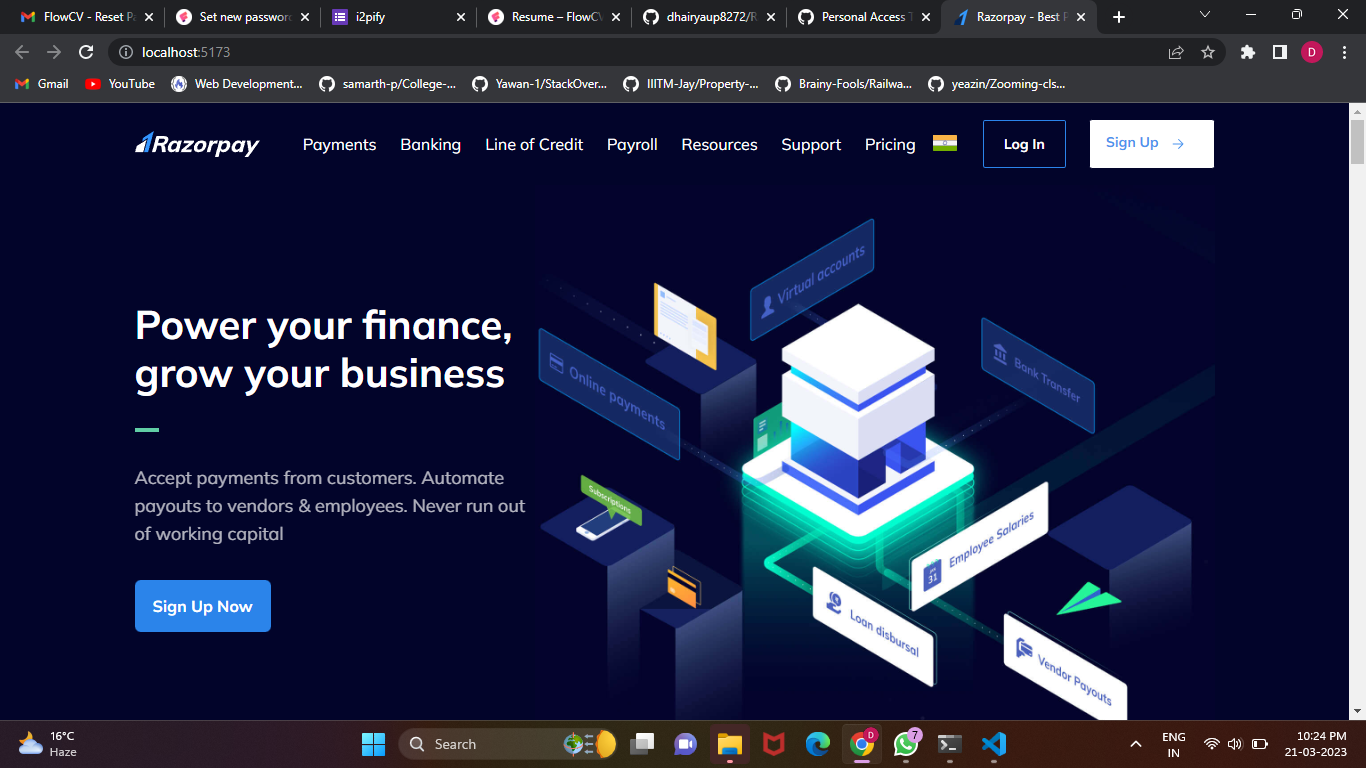 FlowCV - Reset Pa
Set new password
i2pify
Resume – FlowCV
dhairyaup8272/R
Personal Access T
Razorpay - Best P
localhost:5173
D
Gmail
YouTube
Web Development...
samarth-p/College-...
Yawan-1/StackOver...
IIITM-Jay/Property-...
Brainy-Fools/Railwa...
yeazin/Zooming-cls...
Razorpay
Payments
Banking
Line of Credit
Payroll
Resources
Support
Pricing
Log In
Sign Up
Virtual accounts
Online payments
Bank Transfer
Power your finance,
grow your business
Accept payments from customers. Automate
payouts to vendors & employees. Never run out
of working capital
Subscriptions
Employee Salaries
31
Loan disbursal
Vendor Payouts
Sign Up Now
16°C
Haze
Search
D
7
ENG
IN
10:24 PM
21-03-2023